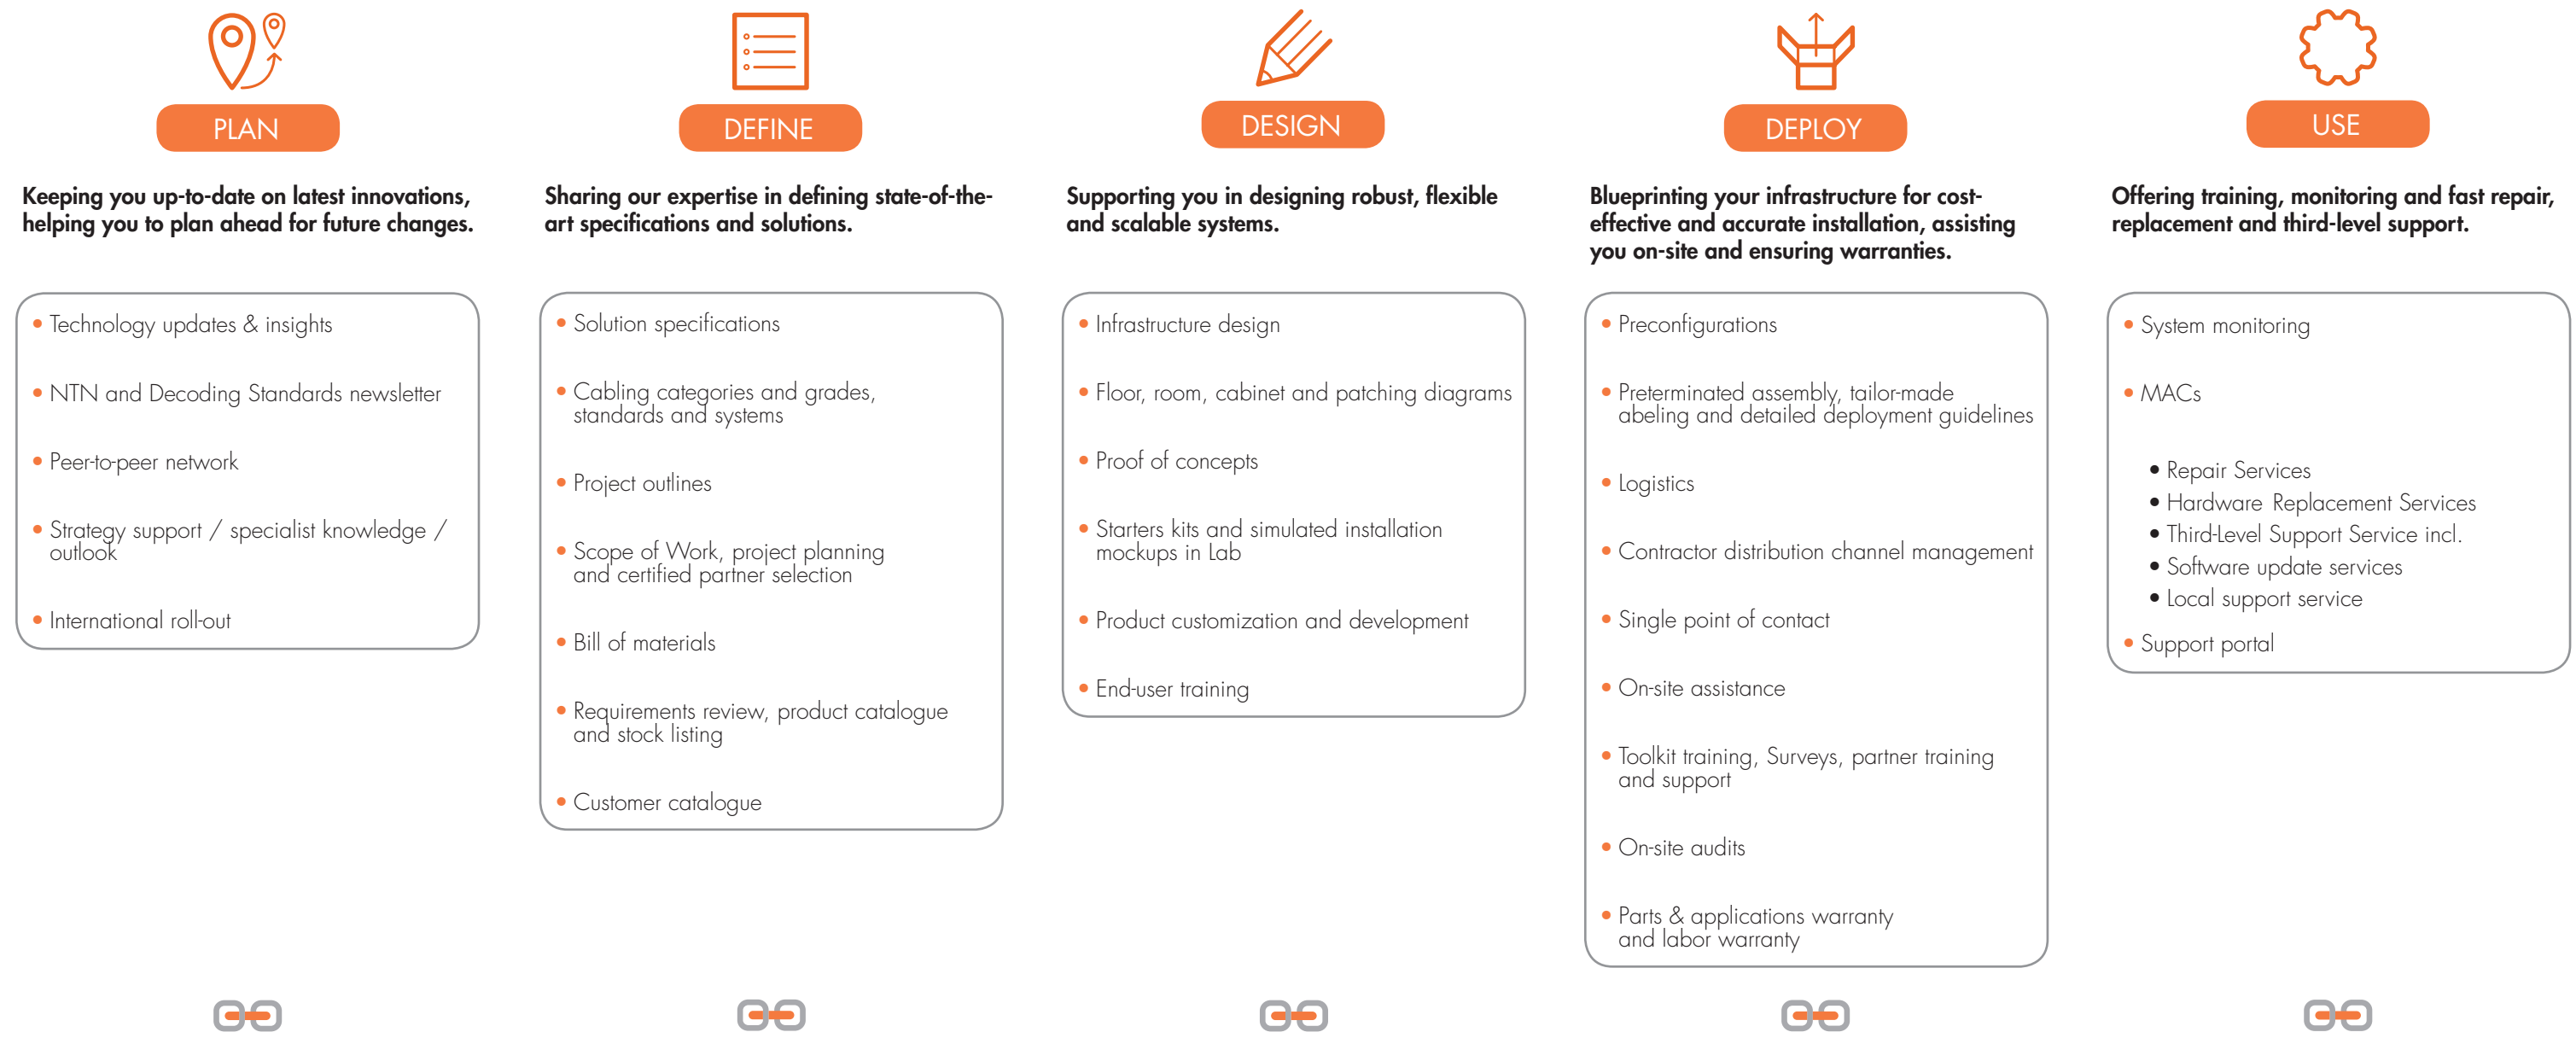 PLAN
Keeping you up-to-date on latest innovations,
helping you to plan ahead for future changes.
• Technology updates & insights
• NTN and Decoding Standards newsletter
• Peer-to-peer network
• Strategy support / specialist knowledge /
outlook
• International roll-out
DEFINE
Sharing our expertise in defining state-of-the-
art specifications and solutions.
• Solution specifications
• Cabling categories and grades,
standards and systems
• Project outlines
• Scope of Work, project planning
and certified partner selection
• Bill of materials
• Requirements review, product catalogue
and stock listing
• Customer catalogue
DESIGN
Supporting you in designing robust, flexible
and scalable systems.
• Infrastructure design
• Floor, room, cabinet and patching diagrams
• Proof of concepts
• Starters kits and simulated installation
mockups in Lab
• Product customization and development
• End-user training
DEPLOY
Blueprinting your infrastructure for cost-
effective and accurate installation, assisting
you on-site and ensuring warranties.
• Preconfigurations
• Preterminated assembly, tailor-made
abeling and detailed deployment guidelines
• Logistics
• Contractor distribution channel management
• Single point of contact
• On-site assistance
• Toolkit training, Surveys, partner training
and support
• On-site audits
• Parts & applications warranty
and labor warranty
USE
Offering training, monitoring and fast repair,
replacement and third-level support.
• System monitoring
• MACs
• Repair Services
• Hardware Replacement Services
• Third-Level Support Service incl.
• Software update services
• Local support service
• Support portal